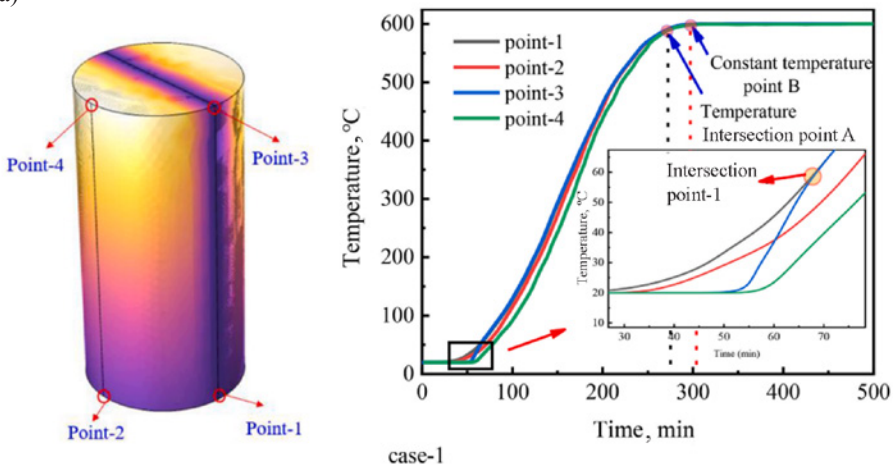 Point-4
Point-3
Point-2
Point-1
Temperature, °C
600
500
400
300
200
100
0
point-1
point-2
point-3
point-4
Constant temperature
point B
Temperature
Intersection point A
Intersection
point-1
Temperature, °C
60
50
40
30
20
10
30 40 50 60 70
Time (min)
0 100 200 300 400 500
Time, min
case-1